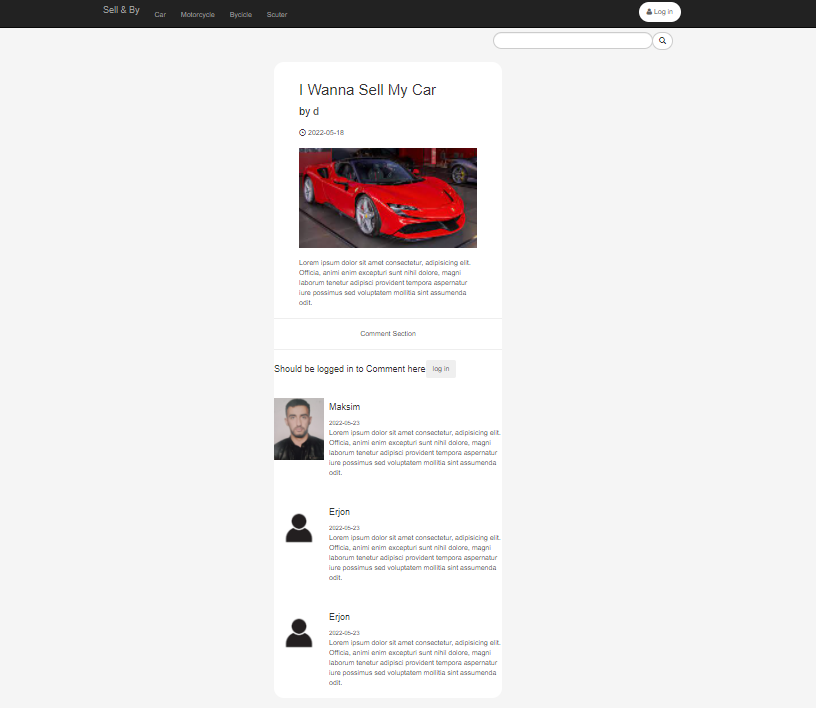 Sell & By
Car
Motorcycle
Bycicle
Scuter
Log in
I Wanna Sell My Car
by d
2022-05-18
Lorem ipsum dolor sit amet consectetur, adipisicing elit.
Officia, animi enim excepturi sunt nihil dolore, magni
laborum tenetur adipisci provident tempora aspernatur
iure possimus sed voluptatem mollitia sint assumenda
odit.
Comment Section
Should be logged in to Comment here log in
Maksim
2022-05-23
Lorem ipsum dolor sit amet consectetur, adipisicing elit.
Officia, animi enim excepturi sunt nihil dolore, magni
laborum tenetur adipisci provident tempora aspernatur
iure possimus sed voluptatem mollitia sint assumenda
odit.
Erjon
2022-05-23
Lorem ipsum dolor sit amet consectetur, adipisicing elit.
Officia, animi enim excepturi sunt nihil dolore, magni
laborum tenetur adipisci provident tempora aspernatur
iure possimus sed voluptatem mollitia sint assumenda
odit.
Erjon
2022-05-23
Lorem ipsum dolor sit amet consectetur, adipisicing elit.
Officia, animi enim excepturi sunt nihil dolore, magni
laborum tenetur adipisci provident tempora aspernatur
iure possimus sed voluptatem mollitia sint assumenda
odit.